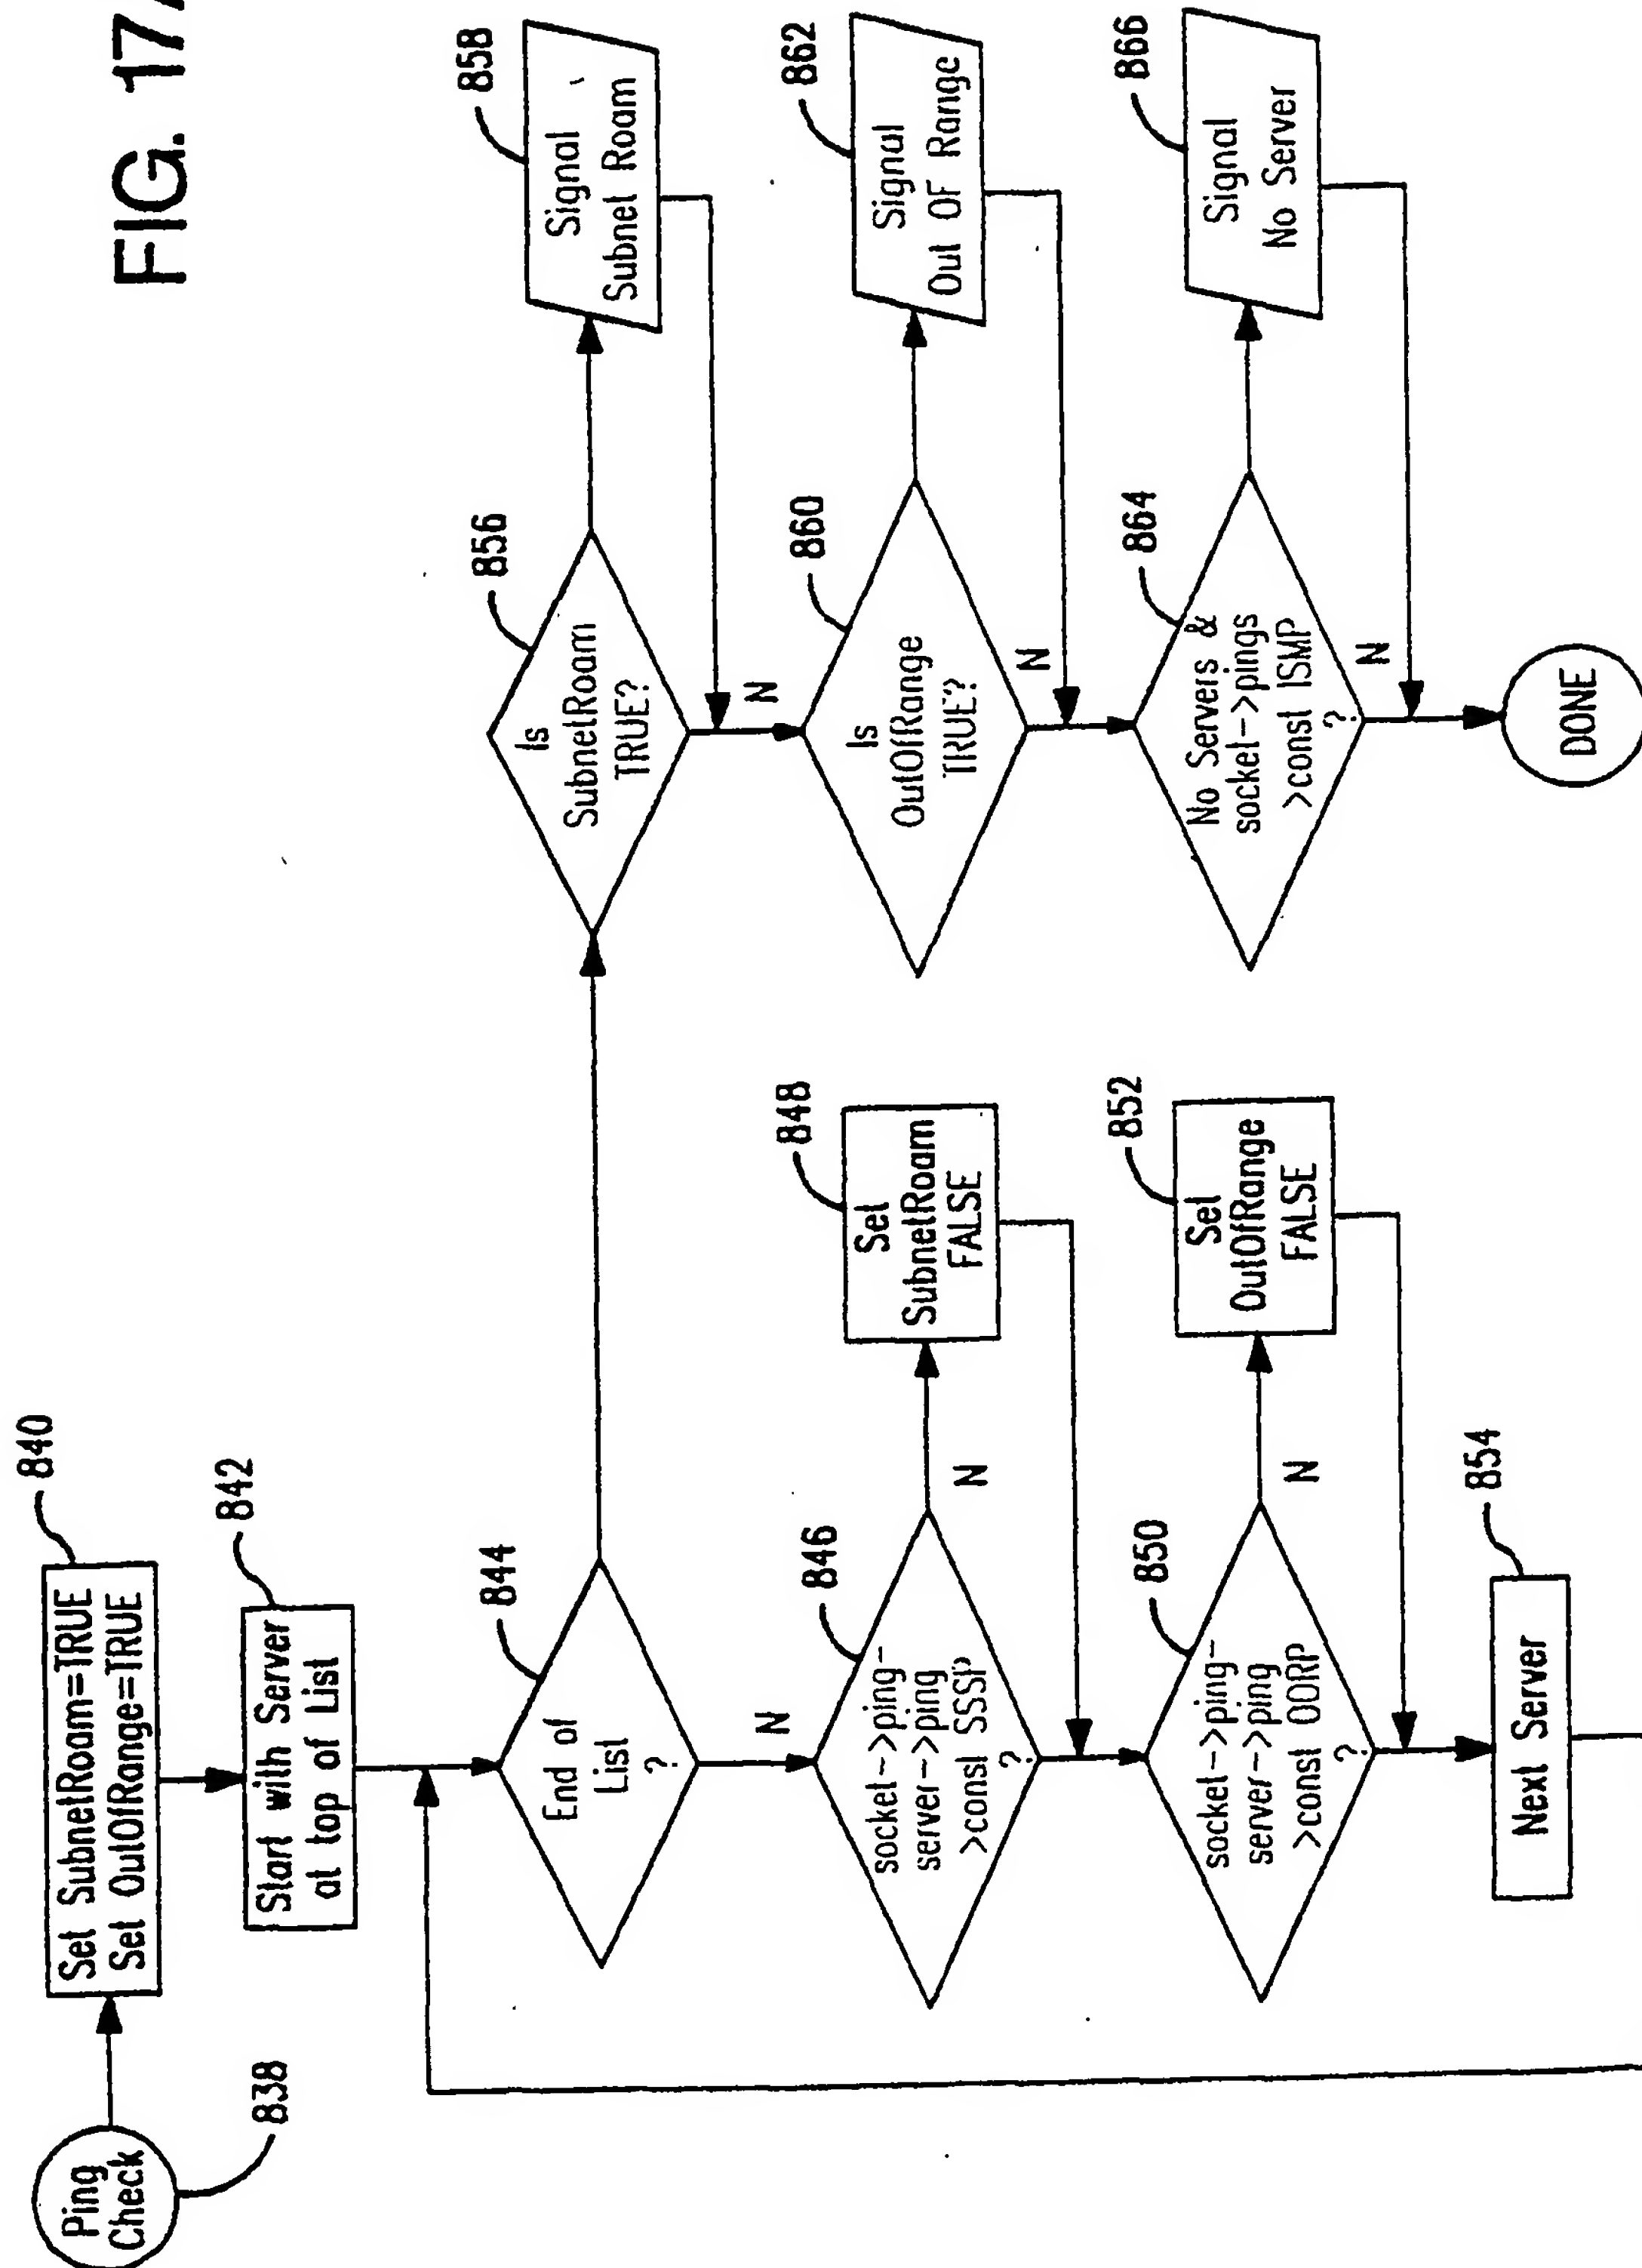 FIG. 17A
Ping
Check
838
Set SubnetRoam=TRUE
Set OutOfRange=TRUE
840
Start with Server
at top of List
842
End of
List
?
844
N
socket->ping-
server->ping
>const SSSP
?
846
N
Set
SubnetRoam
FALSE
848
socket->ping-
server->ping
>const OORP
?
850
N
Set
OutOfRange
FALSE
852
Next Server
854
Is
SubnetRoam
TRUE?
856
N
Signal
Subnet Roam
858
Is
OutOfRange
TRUE?
860
N
Signal
Out OF Range
862
No Servers &
socket->pings
>const ISMP
?
864
N
Signal
No Server
866
DONE